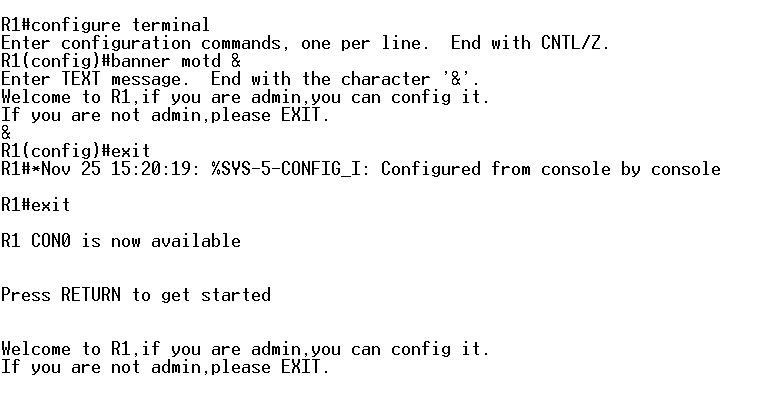 R1#configure terminal
Enter configuration commands, one per line.  End with CNTL/Z.
R1(config)#banner motd &
Enter TEXT message.  End with the character '&'.
Welcome to R1,if you are admin,you can config it.
If you are not admin,please EXIT.
&
R1(config)#exit
R1#*Nov 25 15:20:19: %SYS-5-CONFIG_I: Configured from console by console
R1#exit
R1 CON0 is now available
Press RETURN to get started
Welcome to R1,if you are admin,you can config it.
If you are not admin,please EXIT.